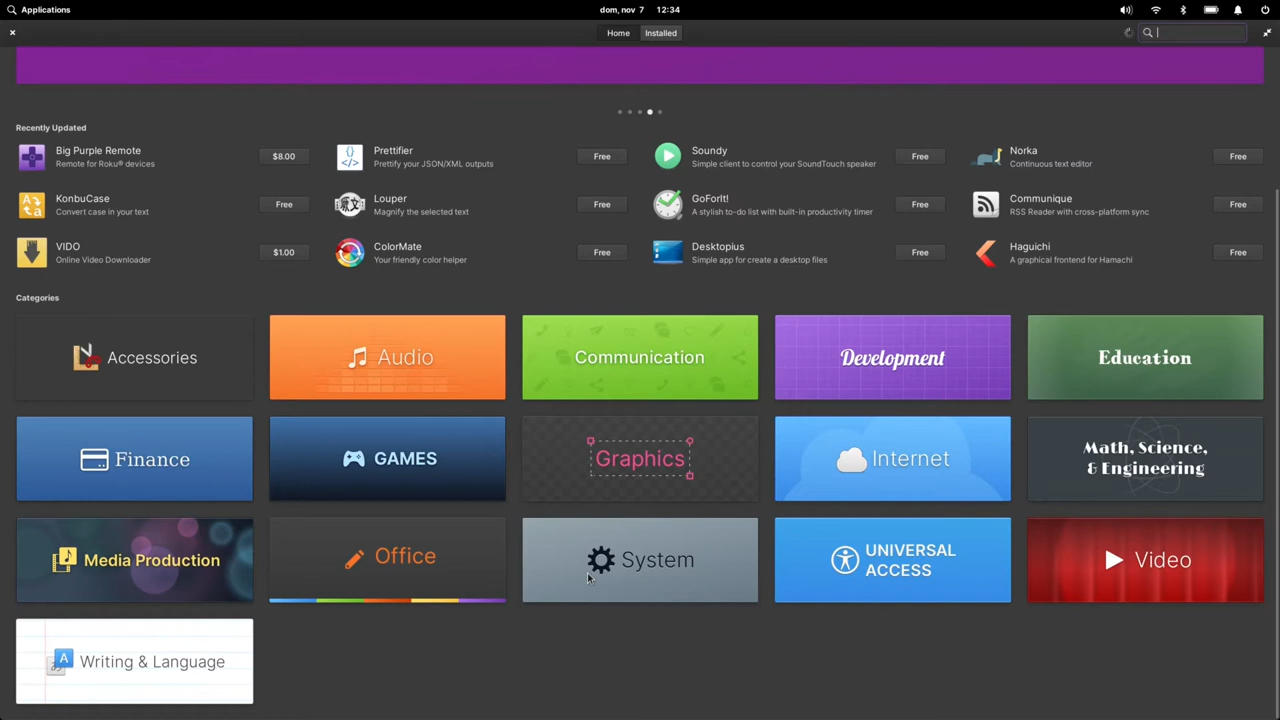 Applications
dom, nov 7 12:34
Home Installed
Recently Updated
Big Purple Remote
Remote for Roku® devices
$8.00
Prettifier
Prettify your JSON/XML outputs
Free
Soundy
Simple client to control your SoundTouch speaker
Free
Norka
Continuous text editor
Free
KonbuCase
Convert case in your text
Free
Louper
Magnify the selected text
Free
GoForIt!
A stylish to-do list with built-in productivity timer
Free
Communique
RSS Reader with cross-platform sync
Free
VIDO
Online Video Downloader
$1.00
ColorMate
Your friendly color helper
Free
Desktopius
Simple app for create a desktop files
Free
Haguichi
A graphical frontend for Hamachi
Free
Categories
Accessories
Audio
Communication
Development
Education
Finance
GAMES
Graphics
Internet
Math, Science,
& Engineering
Media Production
Office
System
UNIVERSAL
ACCESS
Video
Writing & Language